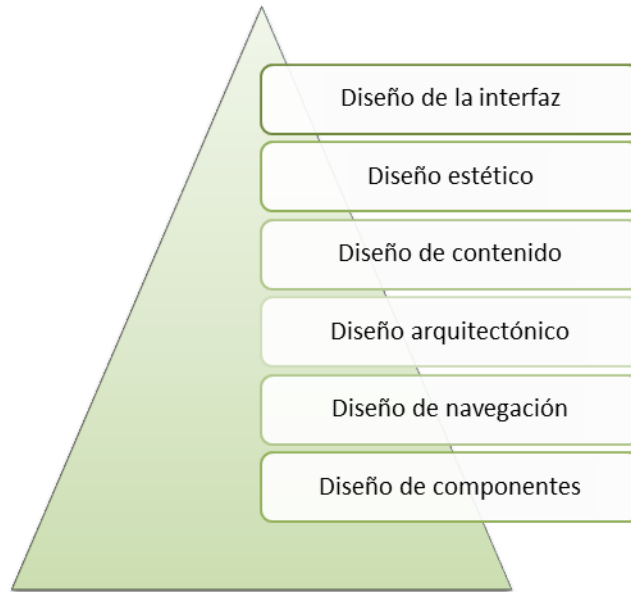 Diseño de la interfaz
Diseño estético
Diseño de contenido
Diseño arquitectónico
Diseño de navegación
Diseño de componentes